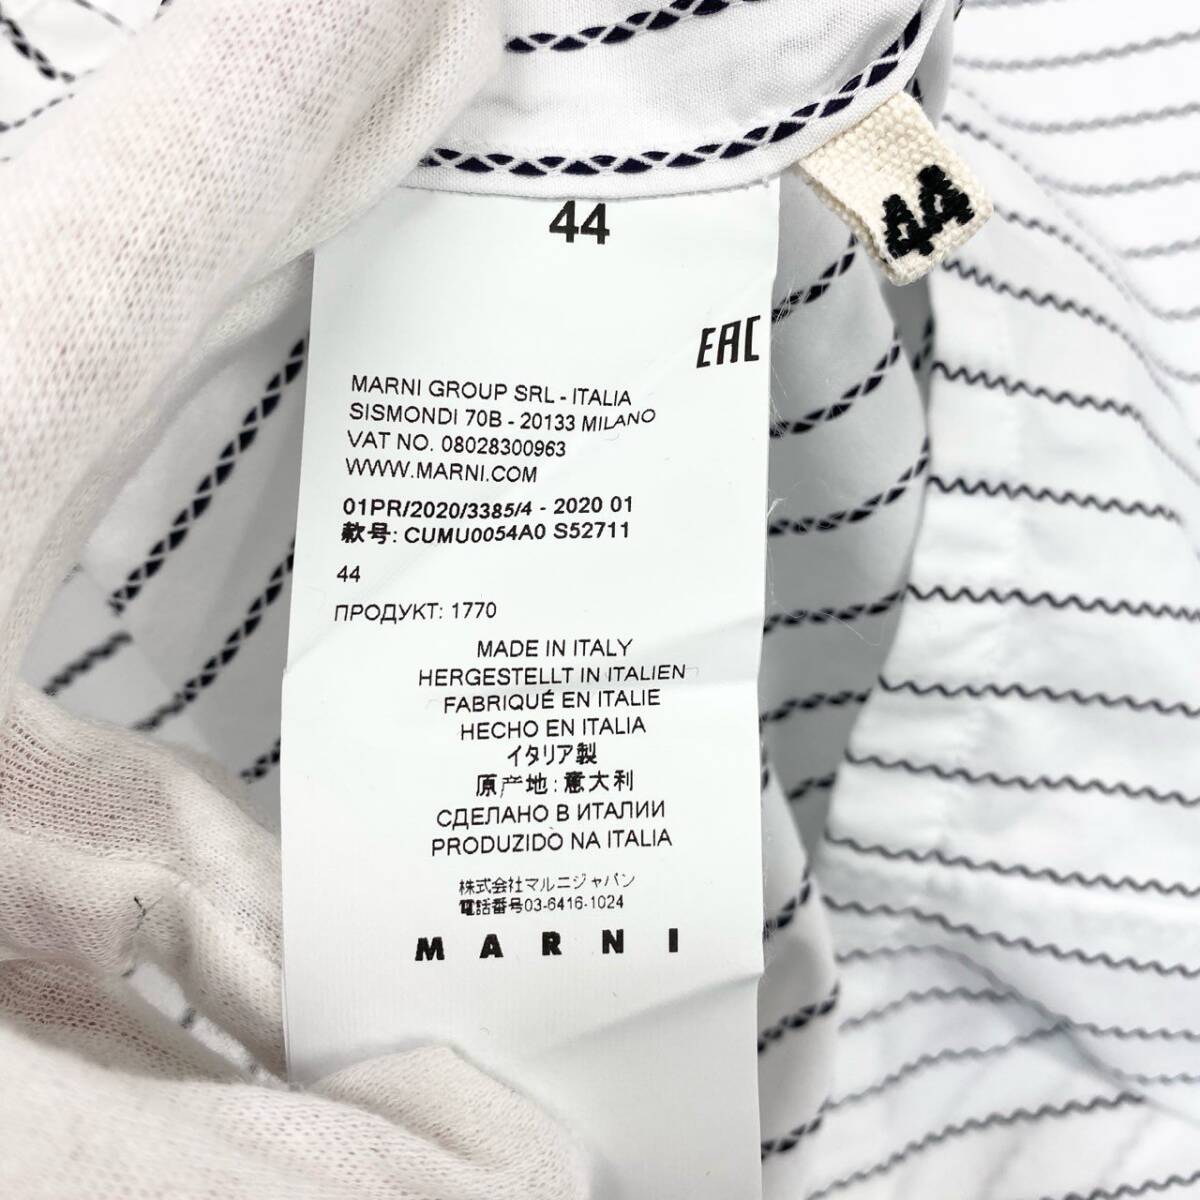 44
44
EAC
MARNI GROUP SRL - ITALIA
SISMONDI 70B - 20133 MILANO
VAT NO. 08028300963
WWW.MARNI.COM
01PR/2020/3385/4 - 2020 01
款号: CUMU0054A0 S52711
44
ПРОДУКТ: 1770
MADE IN ITALY
HERGESTELLT IN ITALIEN
FABRIQUÉ EN ITALIE
HECHO EN ITALIA
イタリア製
原产地: 意大利
СДЕЛАНО В ИТАЛИИ
PRODUZIDO NA ITALIA
株式会社マルニジャパン
電話番号03-6416-1024
MARNI